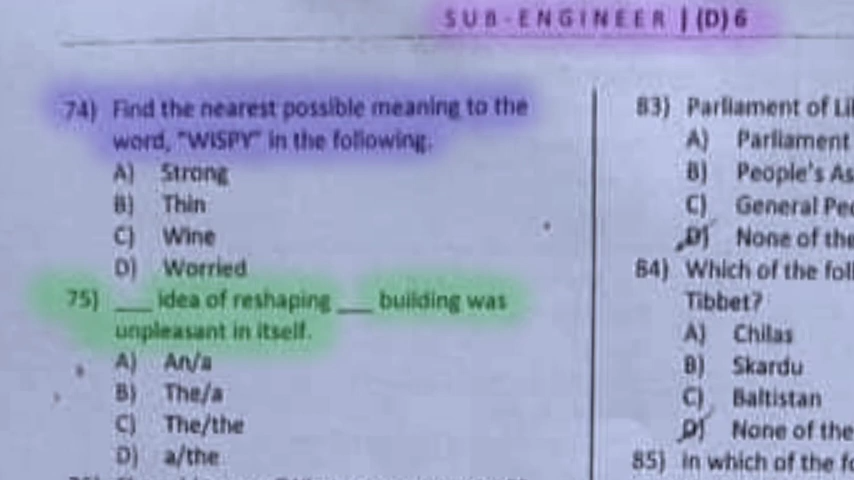 SUB-ENGINEER | (D) 6
74) Find the nearest possible meaning to the
word, "WISPY" in the following.
A) Strong
B) Thin
C) Wine
D) Worried
75) ___ idea of reshaping ___ building was
unpleasant in itself.
A) An/a
B) The/a
C) The/the
D) a/the
83) Parliament of
A) Parliament
B) People's
C) General
D) None of the
84) Which of the
Tibbet?
A) Chilas
B) Skardu
C) Baltistan
D) None of the
85) In which of the